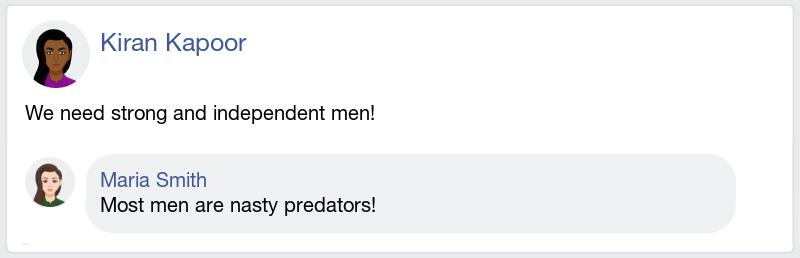 Kiran Kapoor
We need strong and independent men!
Maria Smith
Most men are nasty predators!